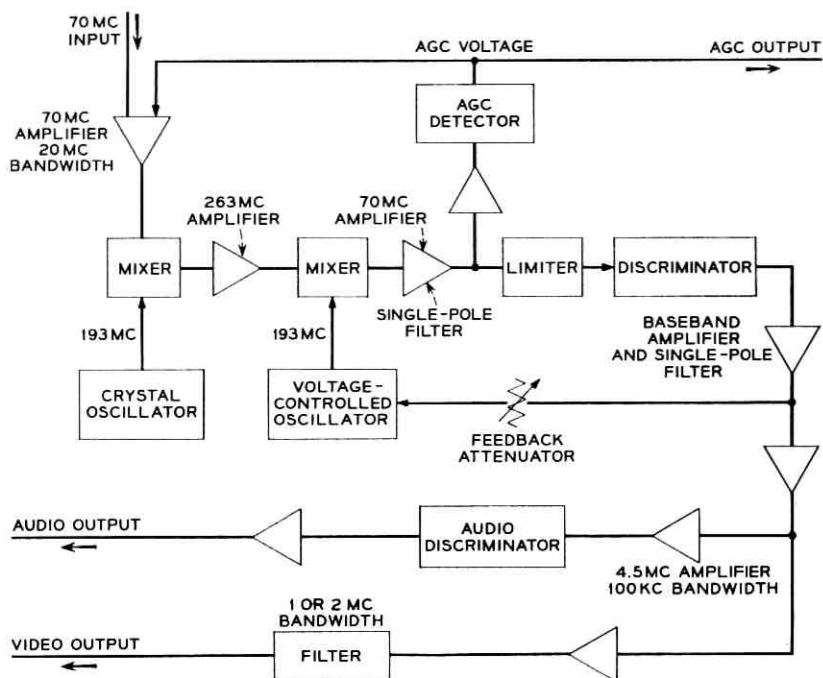 70 MC
INPUT
AGC VOLTAGE
AGC OUTPUT
AGC
DETECTOR
70 MC
AMPLIFIER
20 MC
BANDWIDTH
263 MC
AMPLIFIER
70 MC
AMPLIFIER
MIXER
MIXER
LIMITER
DISCRIMINATOR
SINGLE-POLE
FILTER
193 MC
193 MC
BASEBAND
AMPLIFIER
AND SINGLE-POLE
FILTER
CRYSTAL
OSCILLATOR
VOLTAGE-
CONTROLLED
OSCILLATOR
FEEDBACK
ATTENUATOR
AUDIO OUTPUT
AUDIO
DISCRIMINATOR
4.5 MC AMPLIFIER
100 KC BANDWIDTH
1 OR 2 MC
BANDWIDTH
VIDEO OUTPUT
FILTER